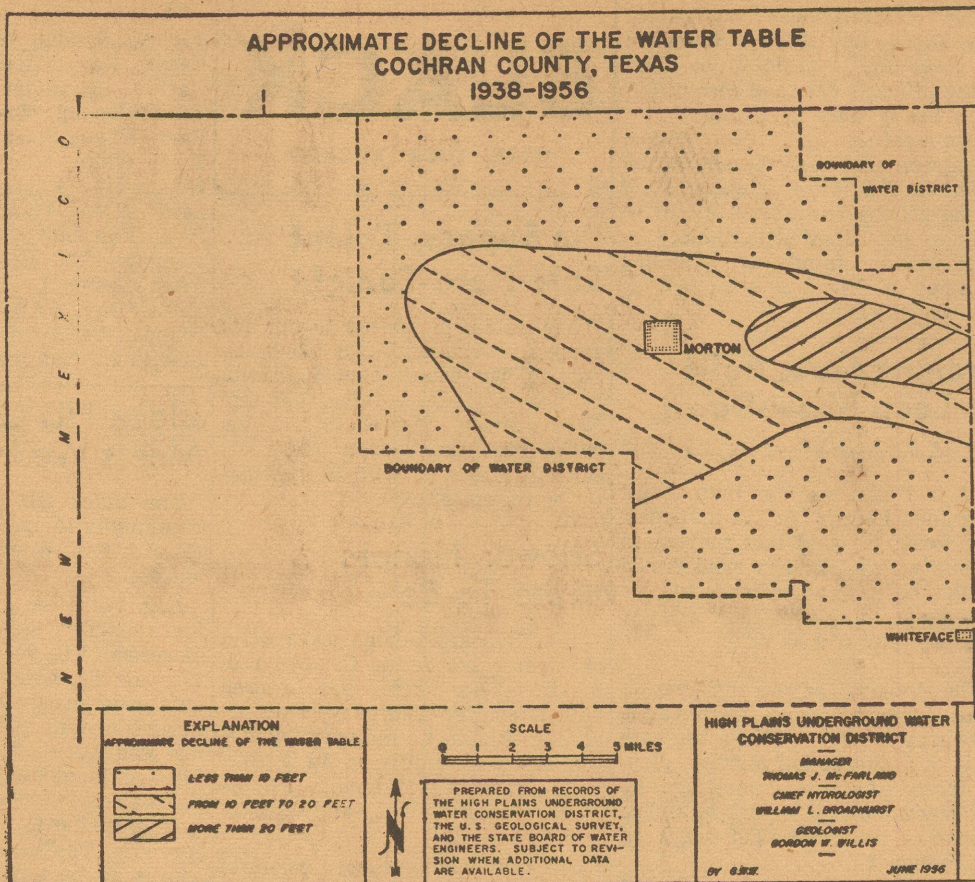 APPROXIMATE DECLINE OF THE WATER TABLE
COCHRAN COUNTY, TEXAS
1938-1956
NEW MEXICO
BOUNDARY OF
WATER DISTRICT
MORTON
BOUNDARY OF WATER DISTRICT
WHITEFACE
EXPLANATION
APPROXIMATE DECLINE OF THE WATER TABLE
LESS THAN 10 FEET
FROM 10 FEET TO 20 FEET
MORE THAN 20 FEET
SCALE
0 1 2 3 4 5 MILES
N
PREPARED FROM RECORDS OF
THE HIGH PLAINS UNDERGROUND
WATER CONSERVATION DISTRICT,
THE U.S. GEOLOGICAL SURVEY,
AND THE STATE BOARD OF WATER
ENGINEERS. SUBJECT TO REVI-
SION WHEN ADDITIONAL DATA
ARE AVAILABLE.
HIGH PLAINS UNDERGROUND WATER
CONSERVATION DISTRICT
MANAGER
THOMAS J. McFARLAND
CHIEF HYDROLOGIST
WILLIAM L. BROADHURST
GEOLOGIST
GORDON W. WILLIS
BY G.W.W. JUNE 1956